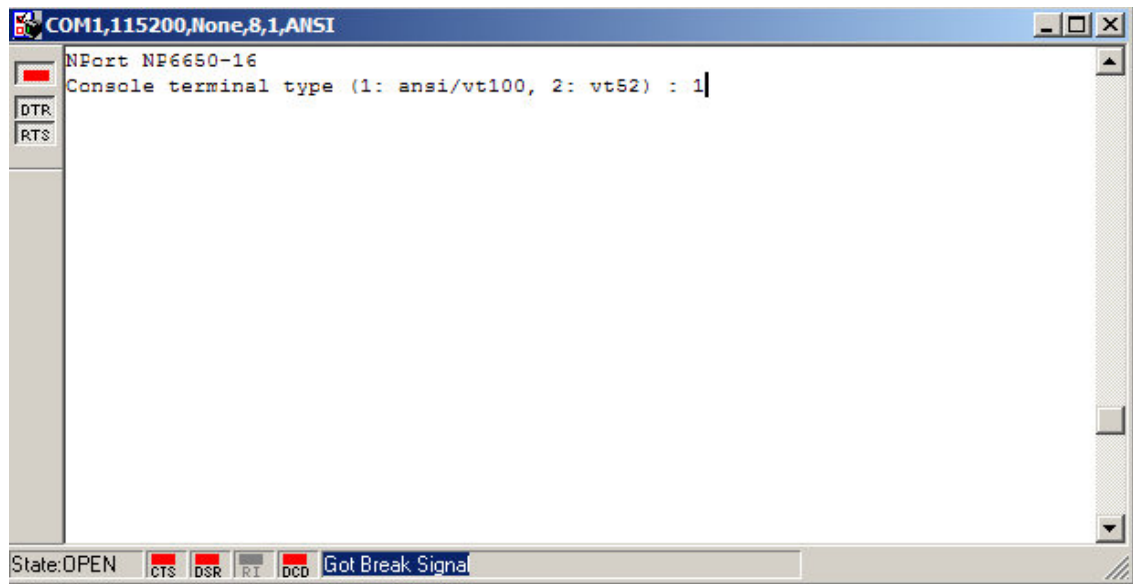 COM1,115200,None,8,1,ANSI
NPort NP6650-16
Console terminal type (1: ansi/vt100, 2: vt52) : 1
DTR
RTS
State:OPEN CTS DSR RI DCD Got Break Signal